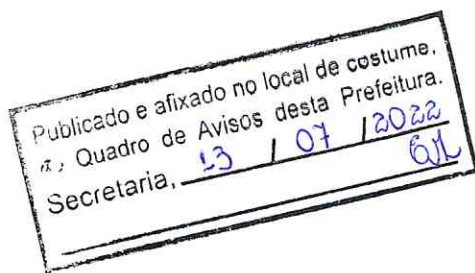 Publicado e afixado no local de costume,
Quadro de Avisos desta Prefeitura.
Secretaria, 13 / 07 / 2022